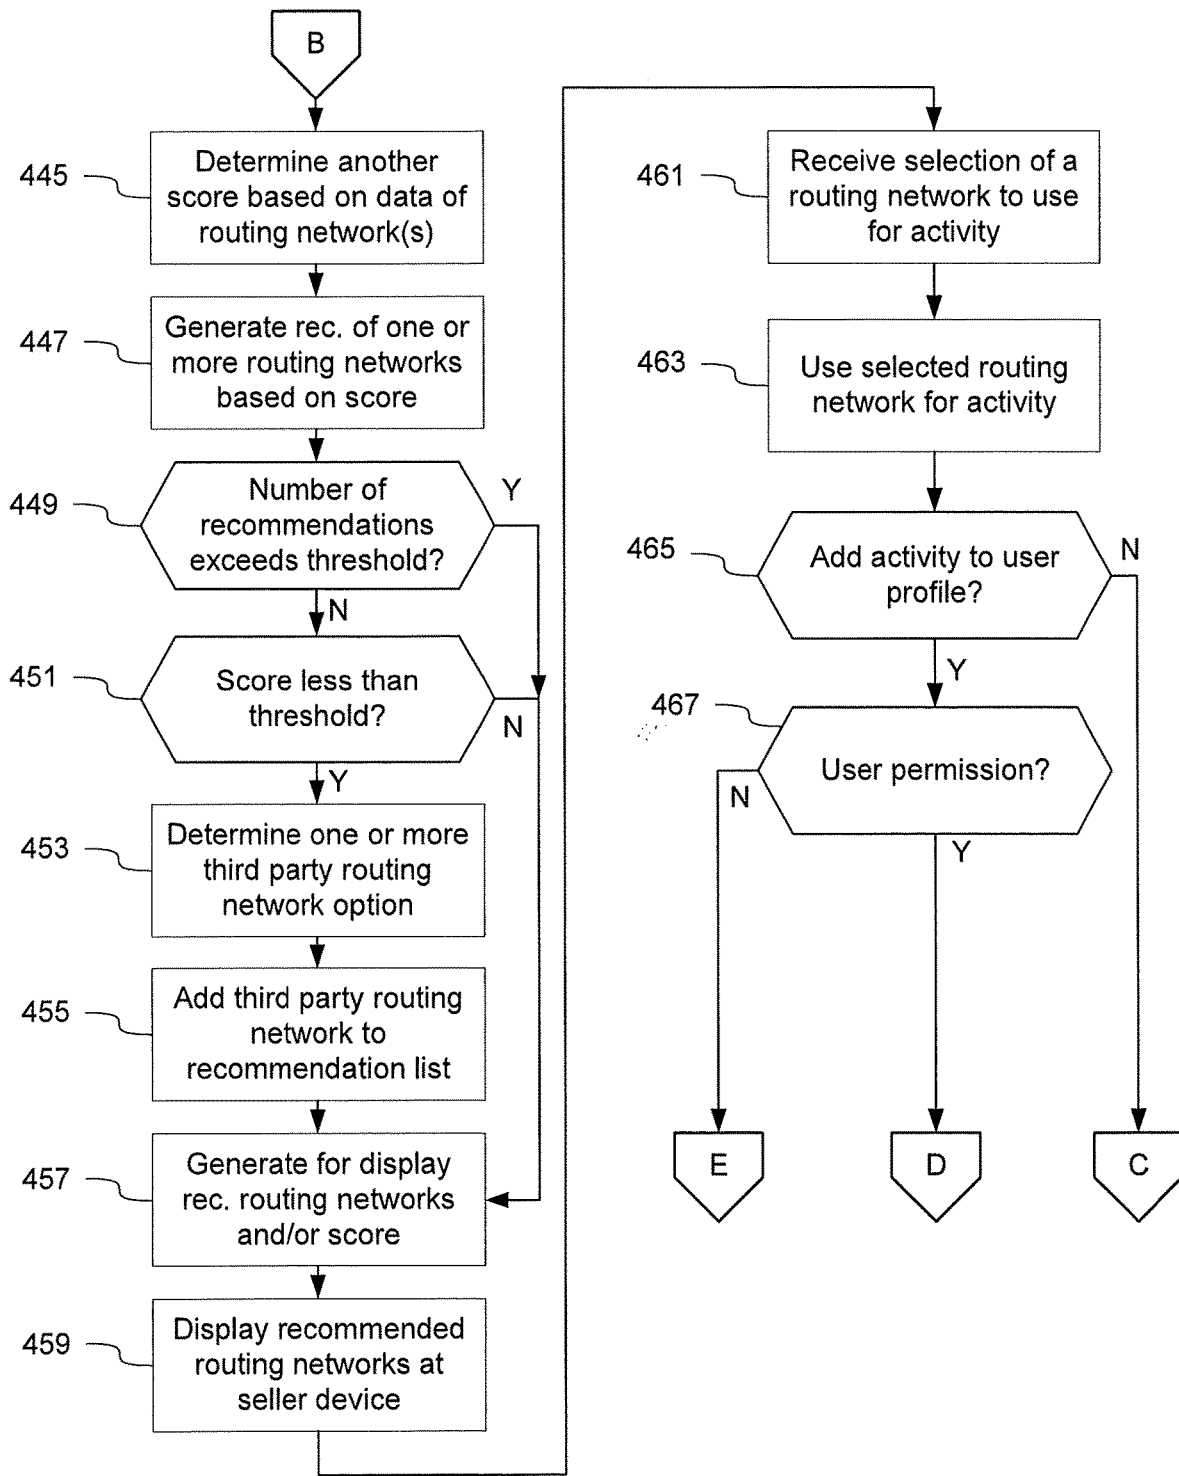 B
445
Determine another
score based on data of
routing network(s)
447
Generate rec. of one or
more routing networks
based on score
449
Number of
recommendations
exceeds threshold?
Y
N
451
Score less than
threshold?
N
Y
453
Determine one or more
third party routing
network option
455
Add third party routing
network to
recommendation list
457
Generate for display
rec. routing networks
and/or score
459
Display recommended
routing networks at
seller device
461
Receive selection of a
routing network to use
for activity
463
Use selected routing
network for activity
465
Add activity to user
profile?
N
Y
467
User permission?
N
Y
E
D
C